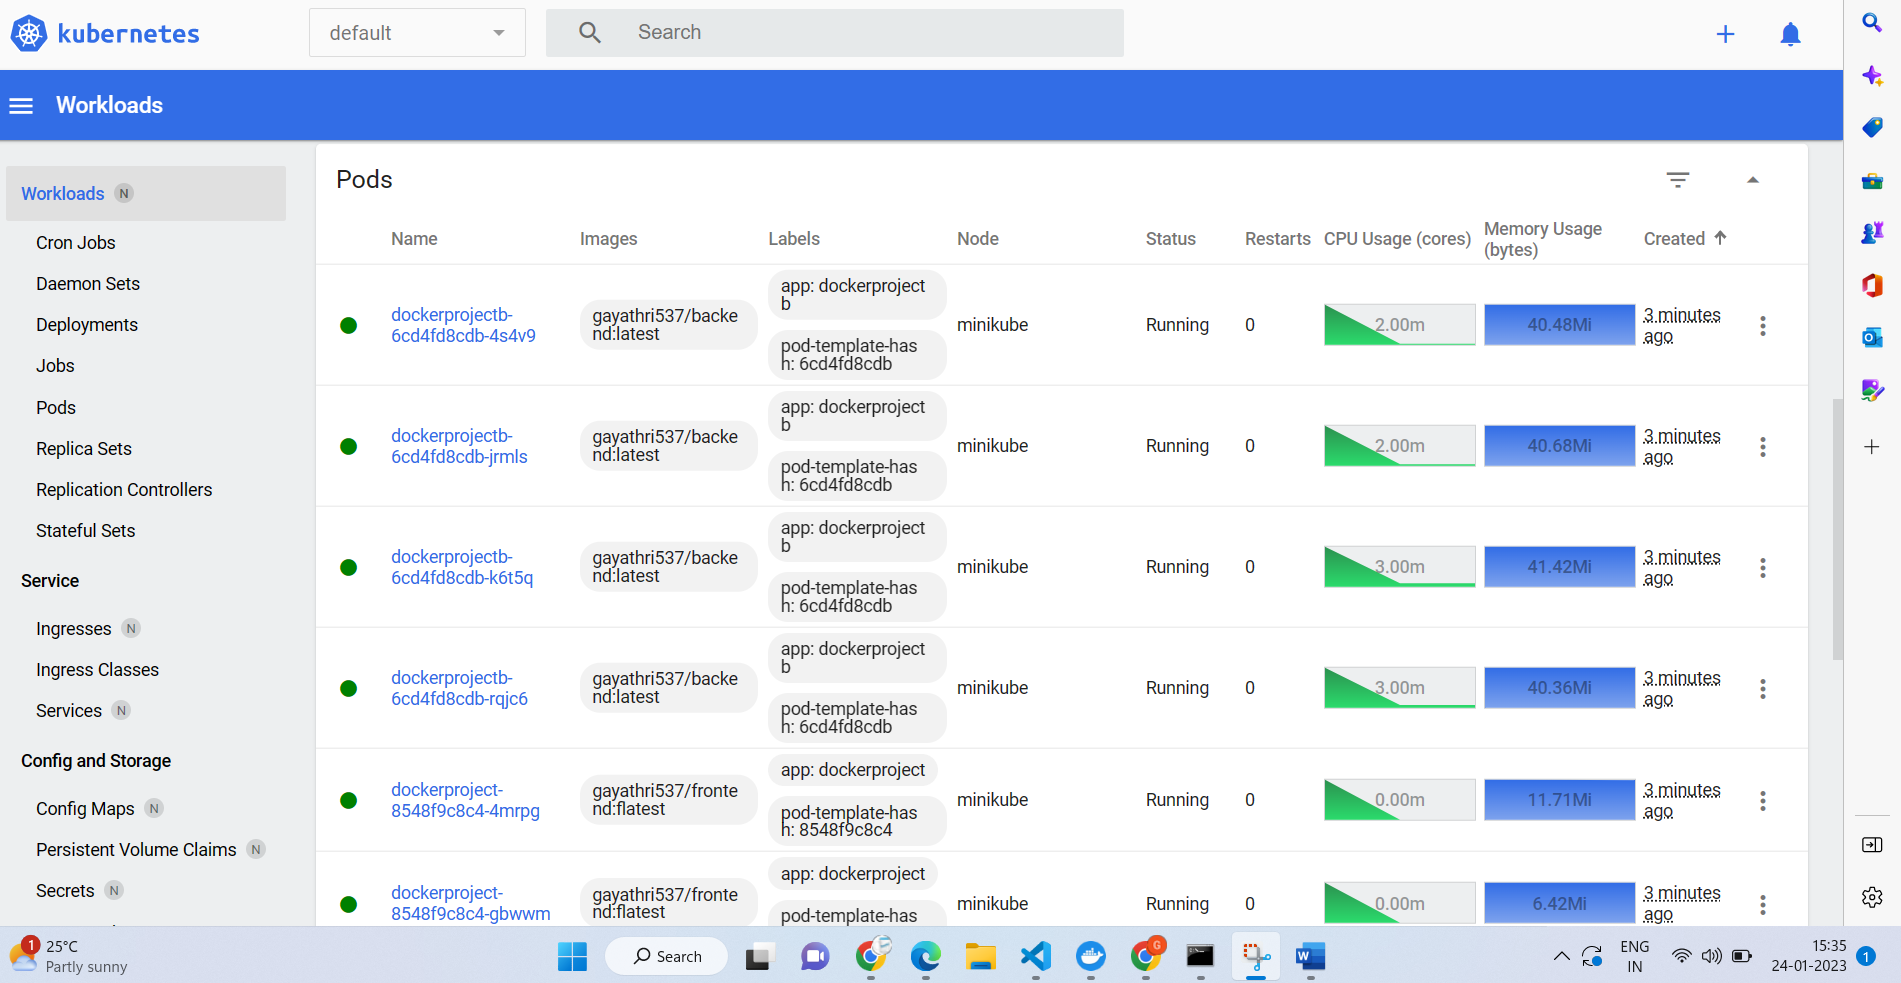 kubernetes
default
Search
Workloads
Workloads N
Cron Jobs
Daemon Sets
Deployments
Jobs
Pods
Replica Sets
Replication Controllers
Stateful Sets
Service
Ingresses N
Ingress Classes
Services N
Config and Storage
Config Maps N
Persistent Volume Claims N
Secrets N
Pods
Name Images Labels Node Status Restarts CPU Usage (cores) Memory Usage
(bytes) Created
dockerprojectb-
6cd4fd8cdb-4s4v9
gayathri537/backe
nd:latest
app: dockerproject
b
pod-template-has
h: 6cd4fd8cdb
minikube
Running
0
2.00m
40.48Mi
3 minutes
ago
dockerprojectb-
6cd4fd8cdb-jrmls
gayathri537/backe
nd:latest
app: dockerproject
b
pod-template-has
h: 6cd4fd8cdb
minikube
Running
0
2.00m
40.68Mi
3 minutes
ago
dockerprojectb-
6cd4fd8cdb-k6t5q
gayathri537/backe
nd:latest
app: dockerproject
b
pod-template-has
h: 6cd4fd8cdb
minikube
Running
0
3.00m
41.42Mi
3 minutes
ago
dockerprojectb-
6cd4fd8cdb-rqjc6
gayathri537/backe
nd:latest
app: dockerproject
b
pod-template-has
h: 6cd4fd8cdb
minikube
Running
0
3.00m
40.36Mi
3 minutes
ago
dockerproject-
8548f9c8c4-4mrpg
gayathri537/fronte
nd:flatest
app: dockerproject
pod-template-has
h: 8548f9c8c4
minikube
Running
0
0.00m
11.71Mi
3 minutes
ago
dockerproject-
8548f9c8c4-gbwwm
gayathri537/fronte
nd:flatest
app: dockerproject
pod-template-has
minikube
Running
0
0.00m
6.42Mi
3 minutes
ago
1
25°C
Partly sunny
Search
G
W
ENG
IN
15:35
24-01-2023
1